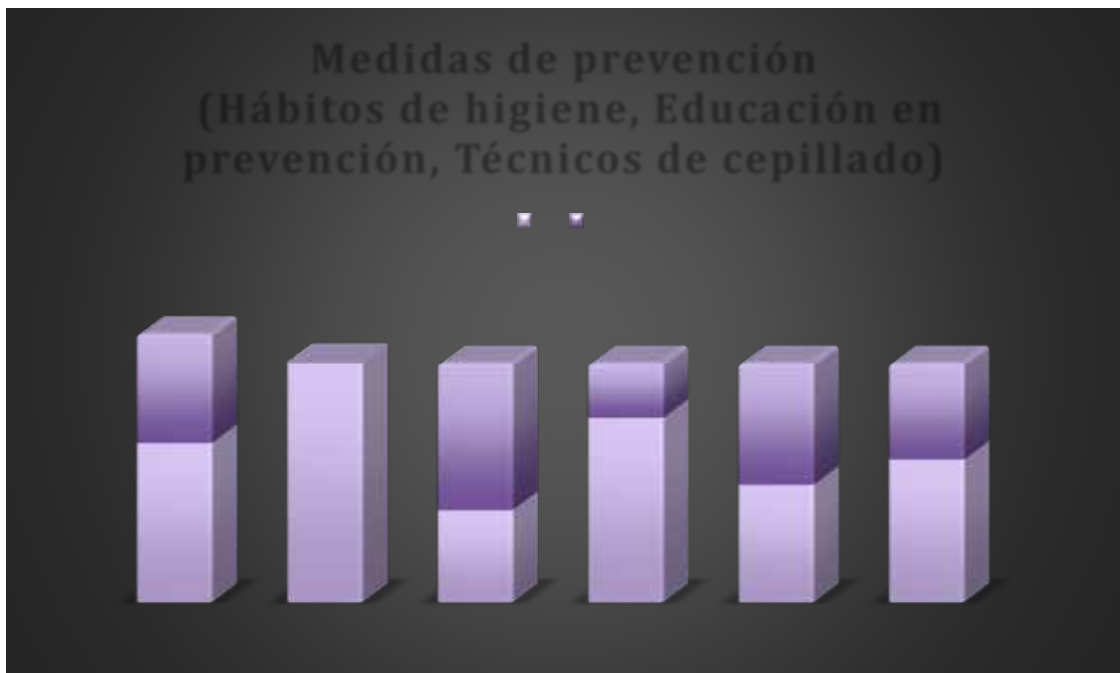 Medidas de prevención
(Hábitos de higiene, Educación en
prevención, Técnicos de cepillado)